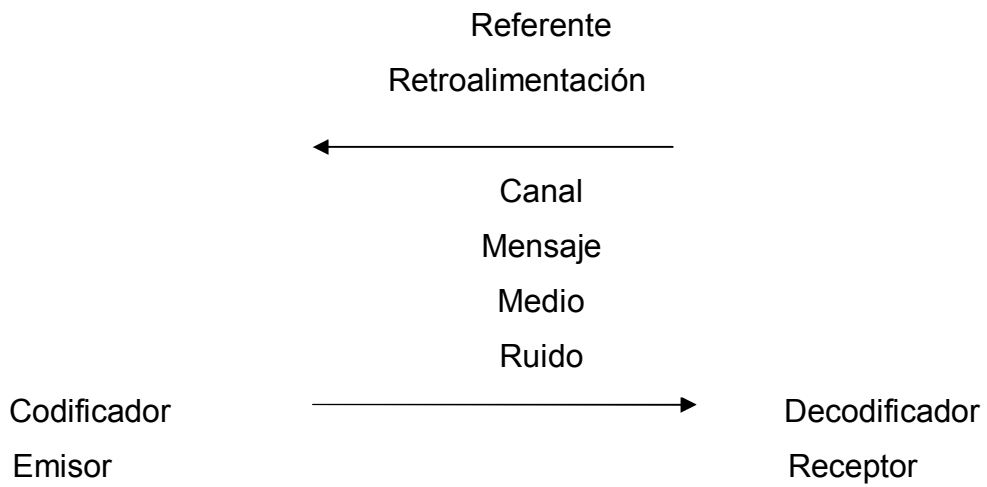 Referente
Retroalimentación
Canal
Mensaje
Medio
Ruido
Codificador
Decodificador
Emisor
Receptor